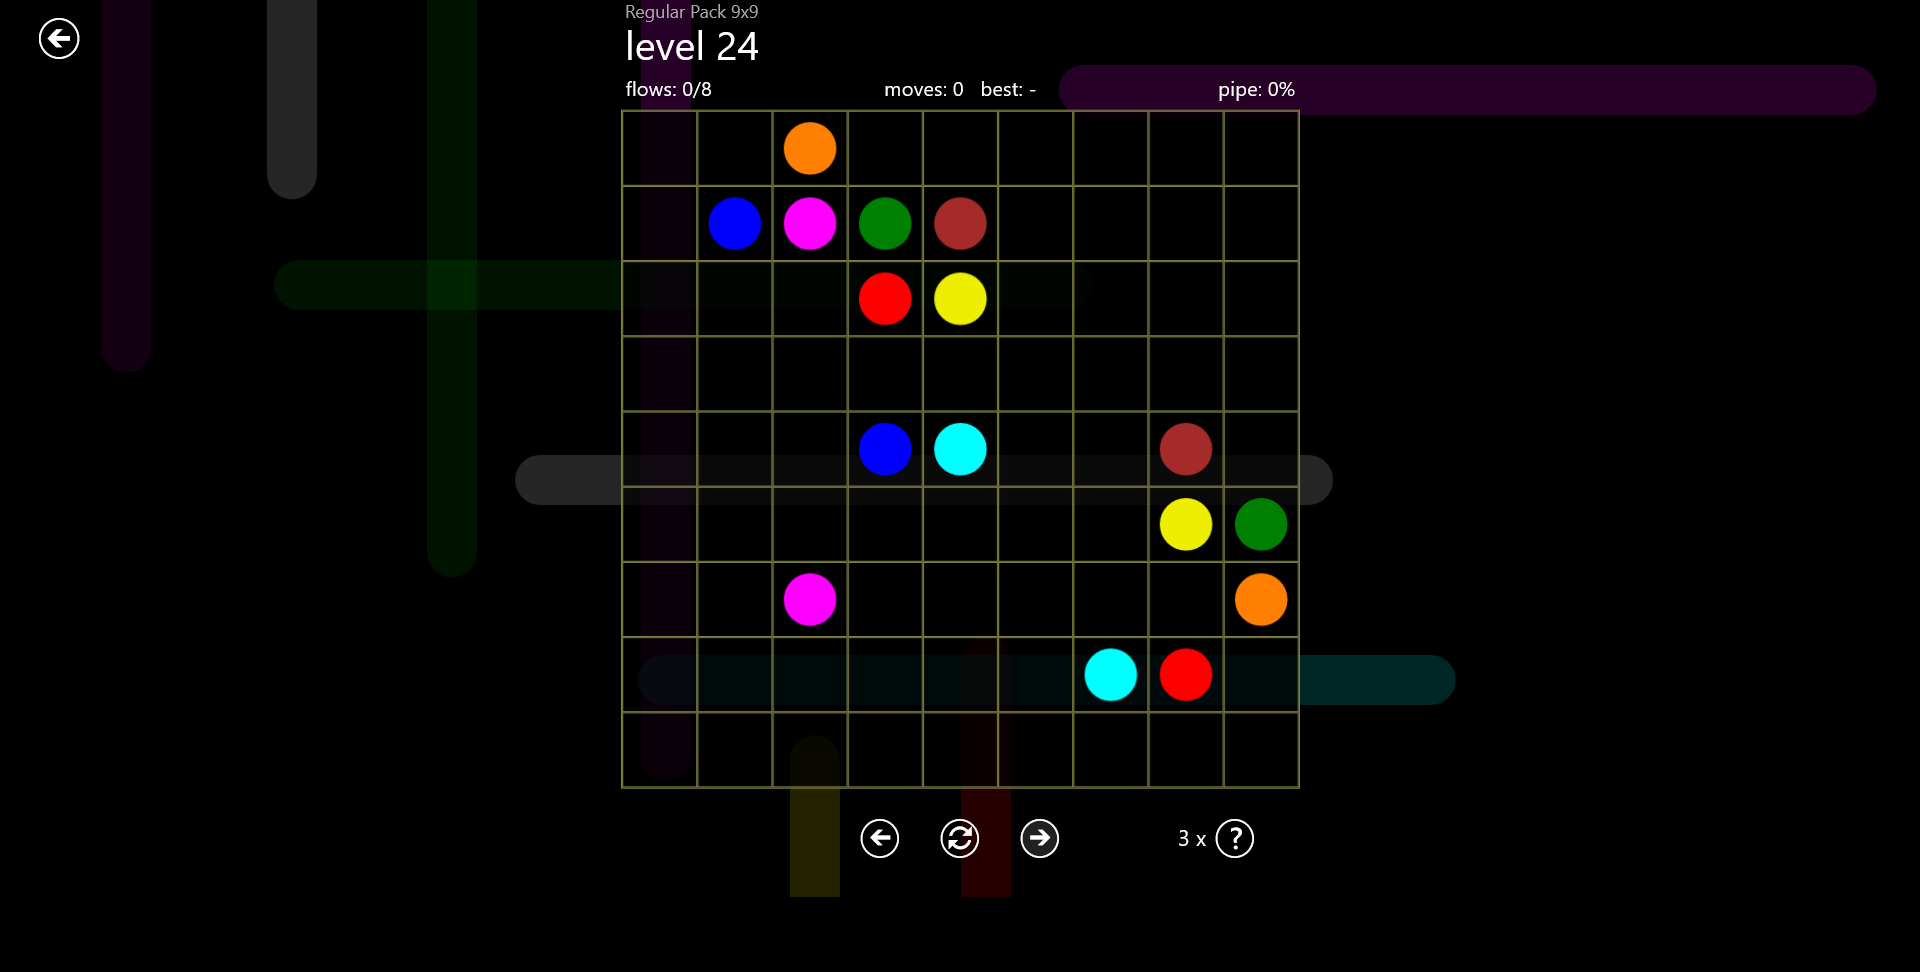 Regular Pack 9x9
level 24
flows: 0/8 moves: 0 best: - pipe: 0%
3 x ?